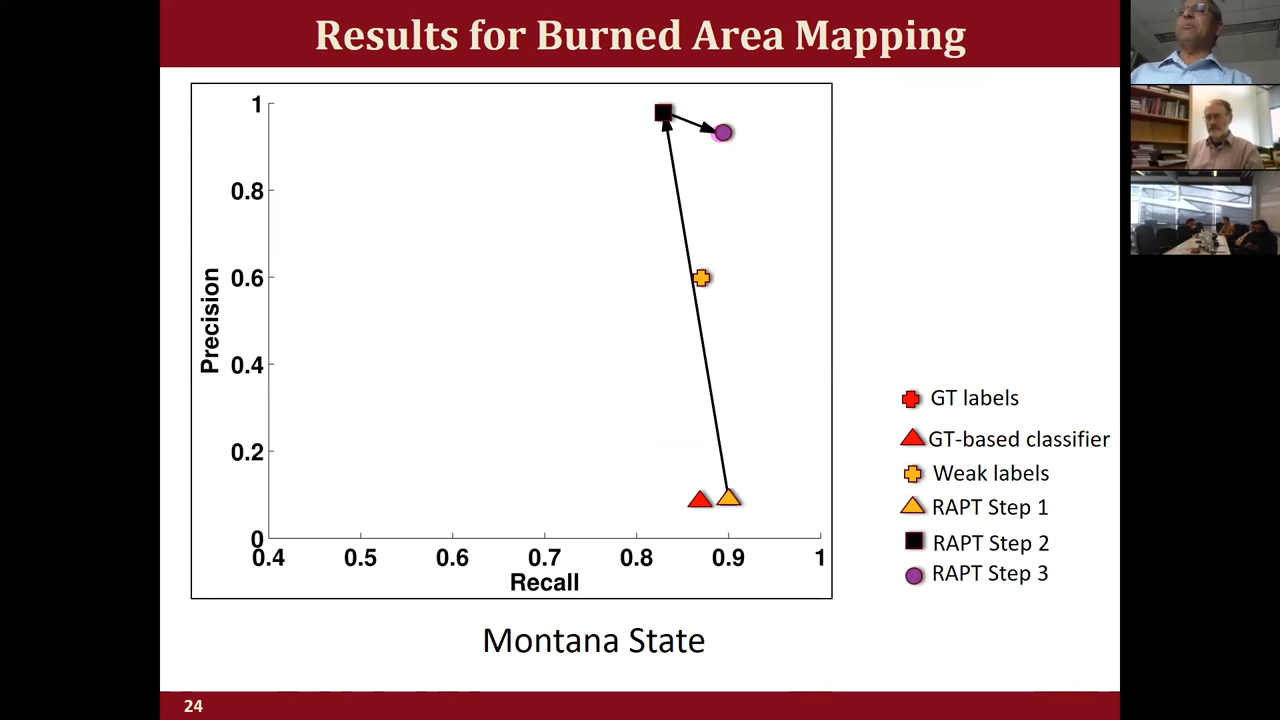 Results for Burned Area Mapping
1
0.8
0.6
0.4
0.2
0
Precision
0.4 0.5 0.6 0.7 0.8 0.9 1
Recall
GT labels
GT-based classifier
Weak labels
RAPT Step 1
RAPT Step 2
RAPT Step 3
Montana State
24